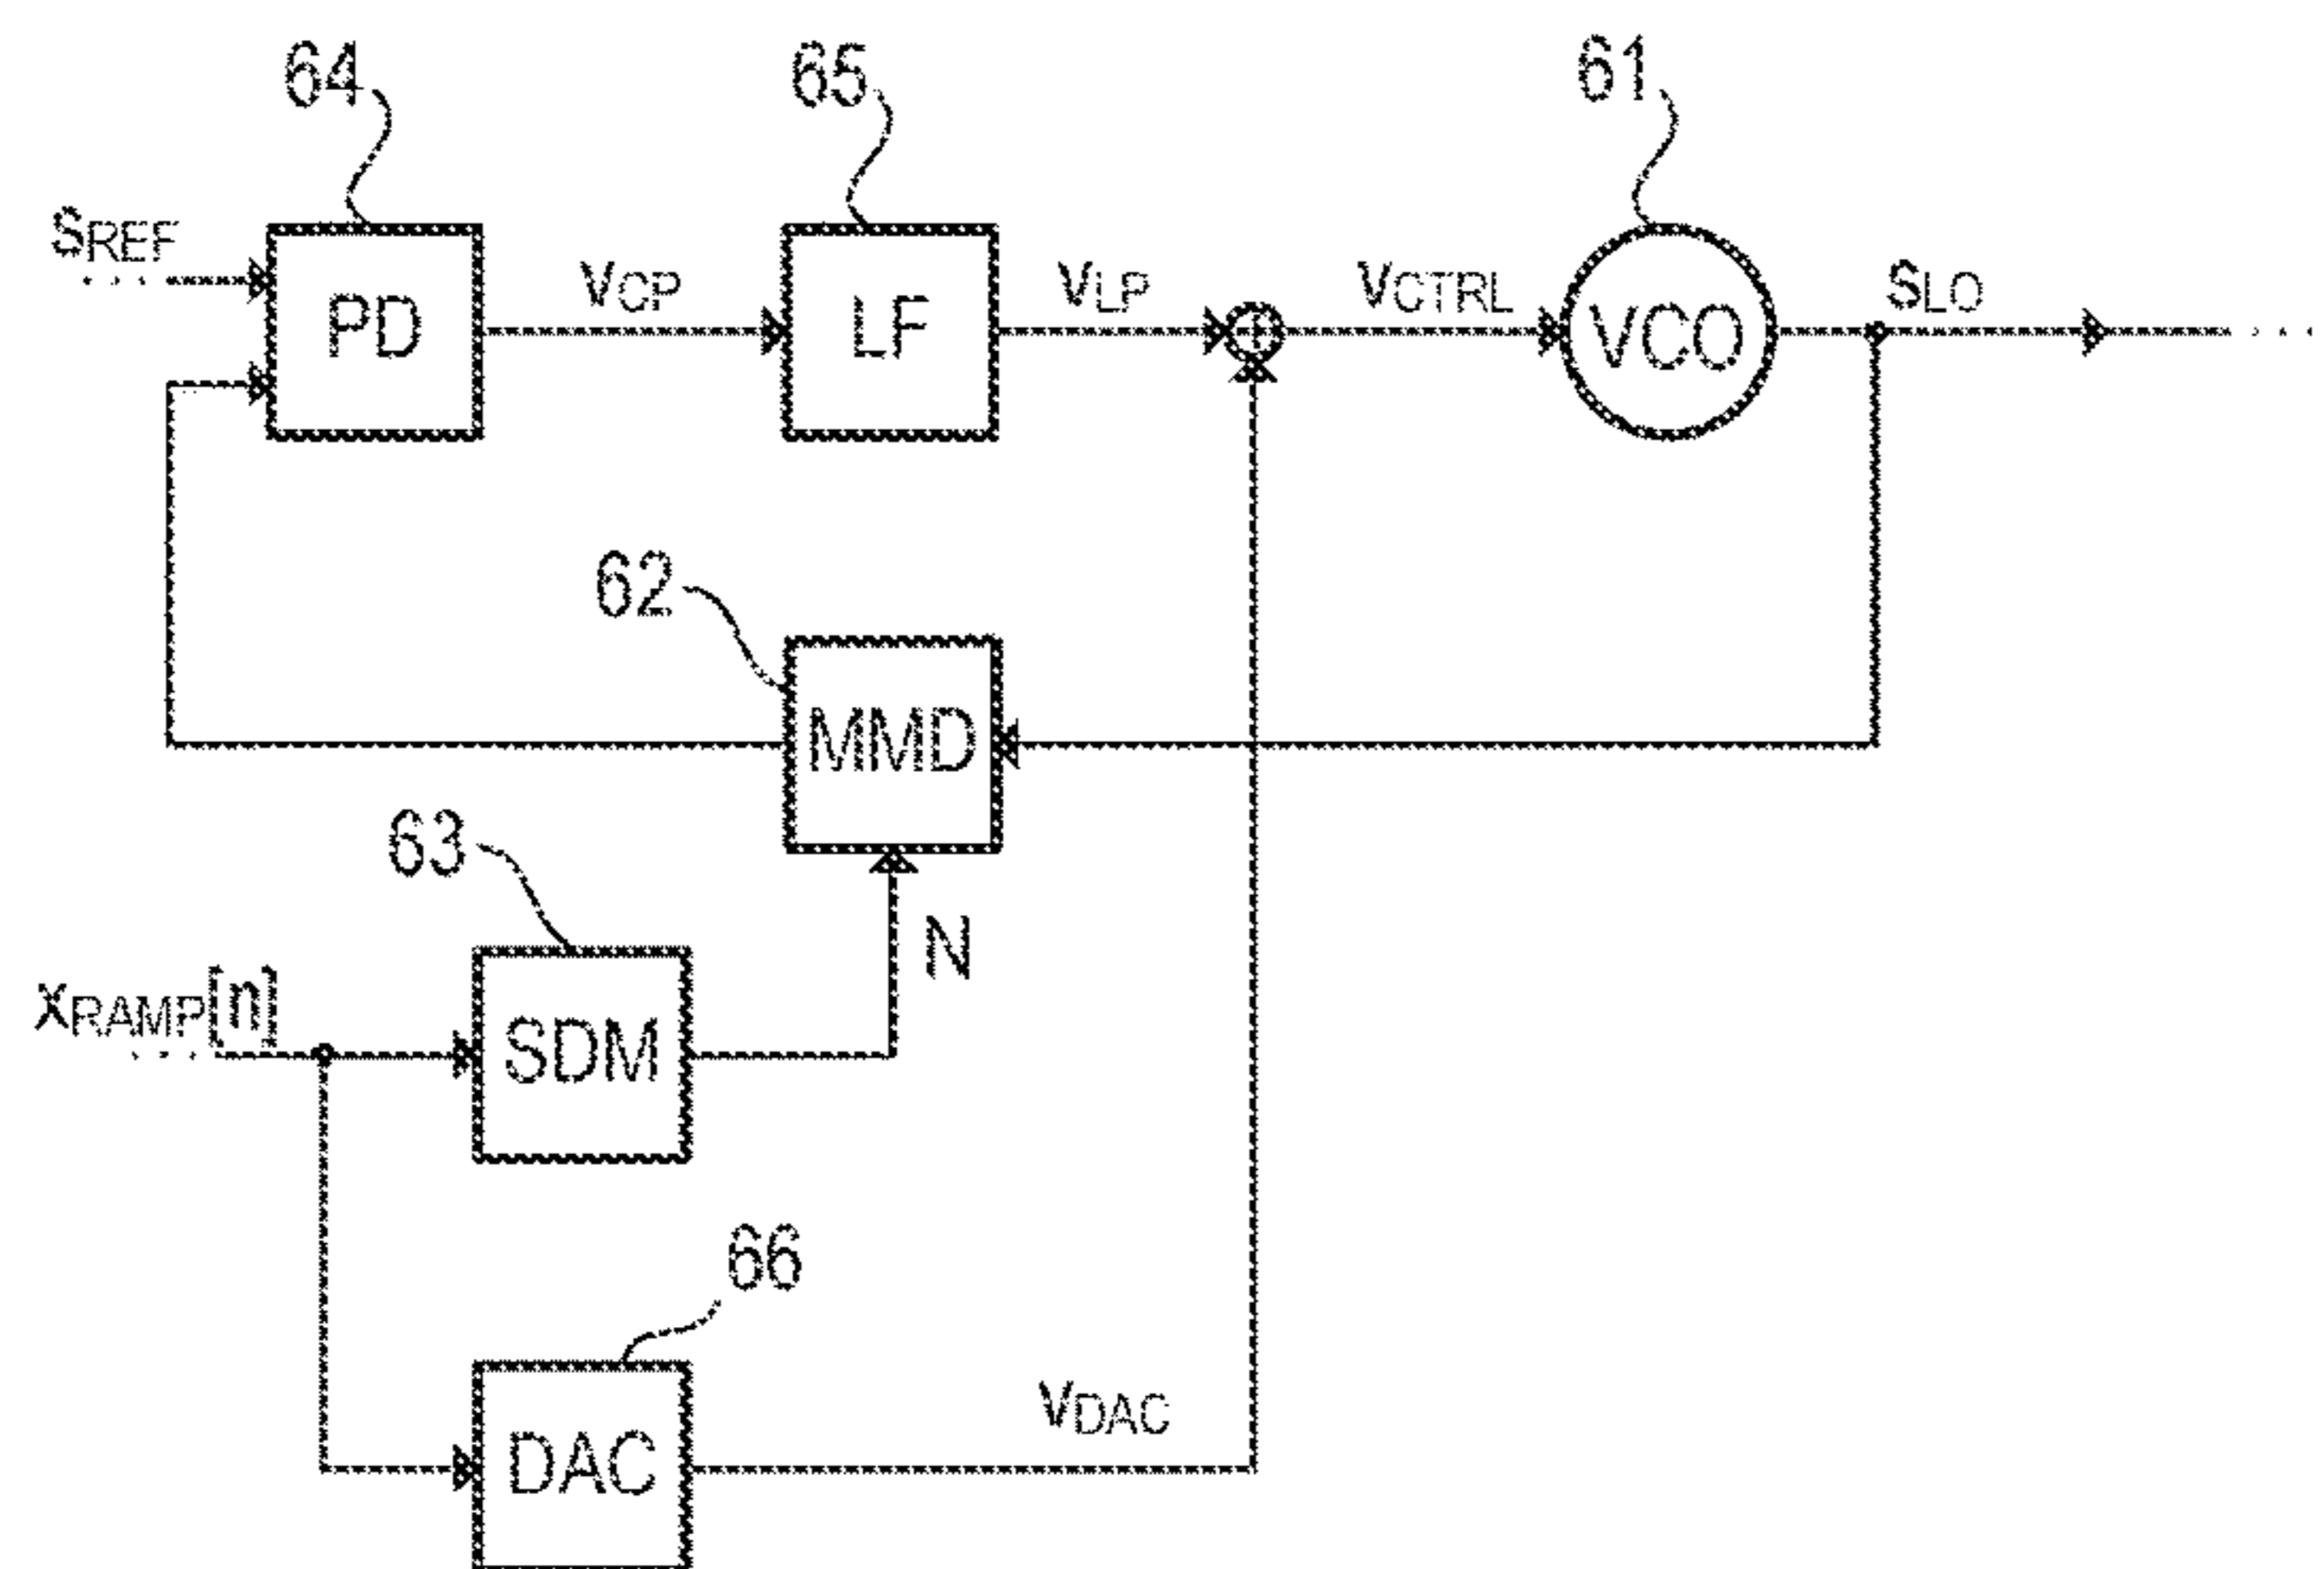 64
65
61
SREF
PD
VCP
LF
VLP
+
VCTRL
VCO
SLO
62
MMD
63
N
XRAMP[n]
SDM
66
DAC
VDAC